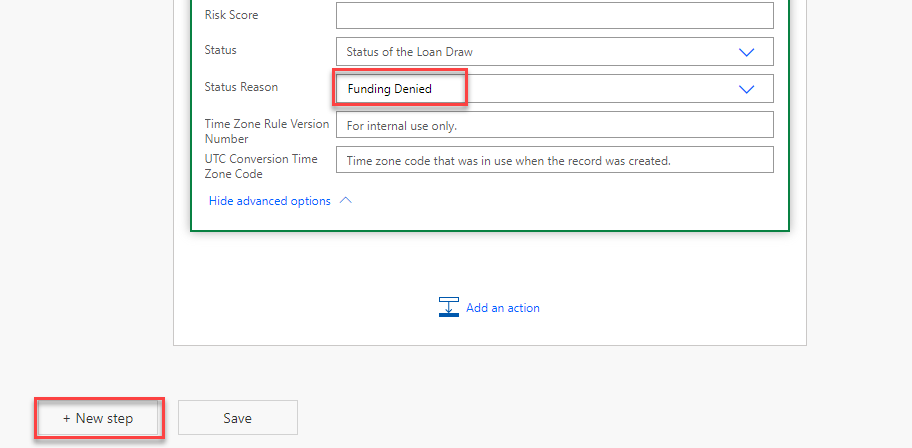 Risk Score
Status
Status of the Loan Draw
Status Reason
Funding Denied
Time Zone Rule Version
Number
For internal use only.
UTC Conversion Time
Zone Code
Time zone code that was in use when the record was created.
Hide advanced options
Add an action
+ New step
Save